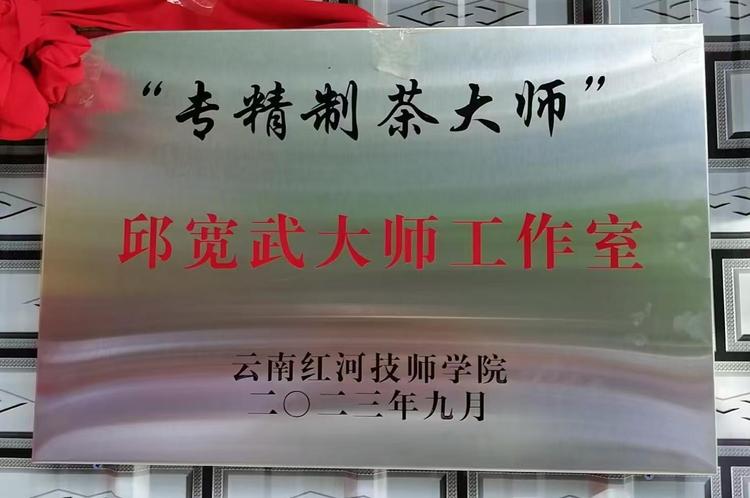 “专精制茶大师”
邱宽武大师工作室
云南红河技师学院
二〇二三年九月